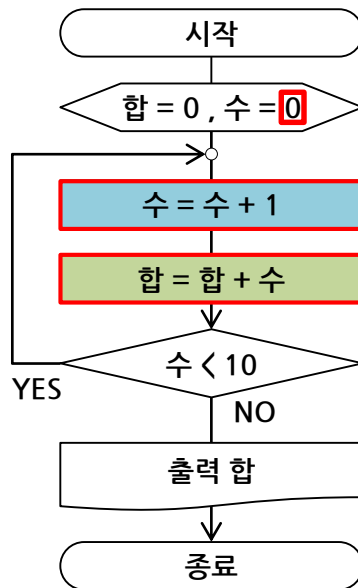 시작
합 = 0 , 수 = 0
수 = 수 + 1
합 = 합 + 수
수 < 10
YES
NO
출력 합
종료